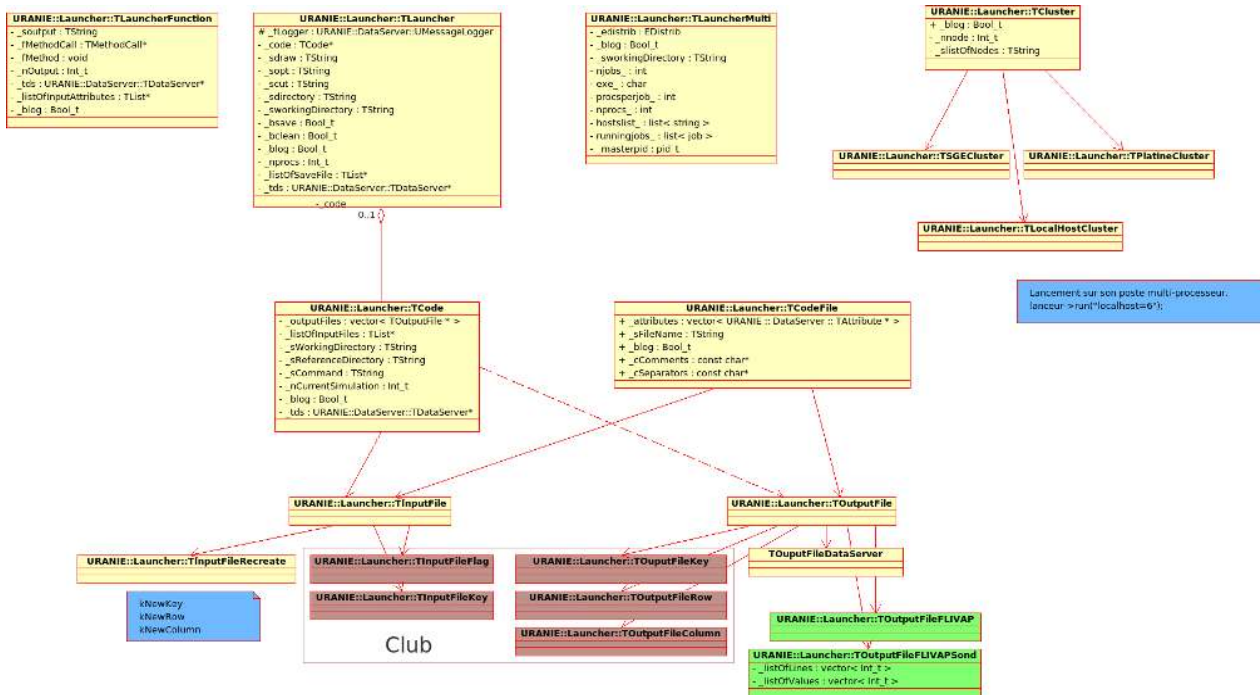 URANIE::Launcher::TLauncherFunction
- _soutput : TString
- _fMethodCall : TMethodCall*
- _fMethod : void
- _nOutput : Int_t
- _tds : URANIE::DataServer::TDataServer*
- _listOfInputAttributes : TList*
- _blog : Bool_t
URANIE::Launcher::TLauncher
# _fLogger : URANIE::DataServer::UMessageLogger
- _code : TCode*
- _sdraw : TString
- _sopt : TString
- _scut : TString
- _sdirectory : TString
- _sworkingDirectory : TString
- _bsave : Bool_t
- _bclean : Bool_t
- _blog : Bool_t
- _nprocs : Int_t
- _listOfSaveFile : TList*
- _tds : URANIE::DataServer::TDataServer*
- _code
0..1
URANIE::Launcher::TLauncherMulti
- _edistrib : EDistrib
- _blog : Bool_t
- _sworkingDirectory : TString
- njobs_ : int
- exe_ : char
- procsperjob_ : int
- nprocs_ : int
- hostslist_ : list< string >
- runningjobs_ : list< job >
- _masterpid : pid_t
URANIE::Launcher::TCluster
+ _blog : Bool_t
- _nnode : Int_t
- _slistOfNodes : TString
URANIE::Launcher::TSGECluster
URANIE::Launcher::TPlatineCluster
URANIE::Launcher::TLocalHostCluster
Lancement sur son poste multi-processeur.
lanceur->run("localhost=6");
URANIE::Launcher::TCode
- _outputFiles : vector< TOutputFile * >
- _listOfInputFiles : TList*
- _sWorkingDirectory : TString
- _sReferenceDirectory : TString
- _sCommand : TString
- _nCurrentSimulation : Int_t
- _blog : Bool_t
- _tds : URANIE::DataServer::TDataServer*
URANIE::Launcher::TCodeFile
+ _attributes : vector< URANIE :: DataServer :: TAttribute * >
+ _sFileName : TString
+ _blog : Bool_t
+ _cComments : const char*
+ _cSeparators : const char*
URANIE::Launcher::TInputFile
URANIE::Launcher::TOutputFile
URANIE::Launcher::TInputFileRecreate
kNewKey
kNewRow
kNewColumn
URANIE::Launcher::TInputFileFlag
URANIE::Launcher::TInputFileKey
URANIE::Launcher::TOuputFileKey
URANIE::Launcher::TOutputFileRow
URANIE::Launcher::TOutputFileColumn
Club
TOuputFileDataServer
URANIE::Launcher::TOutputFileFLIVAP
URANIE::Launcher::TOutputFileFLIVAPSond
- _listOfLines : vector< Int_t >
- _listOfValues : vector< Int_t >